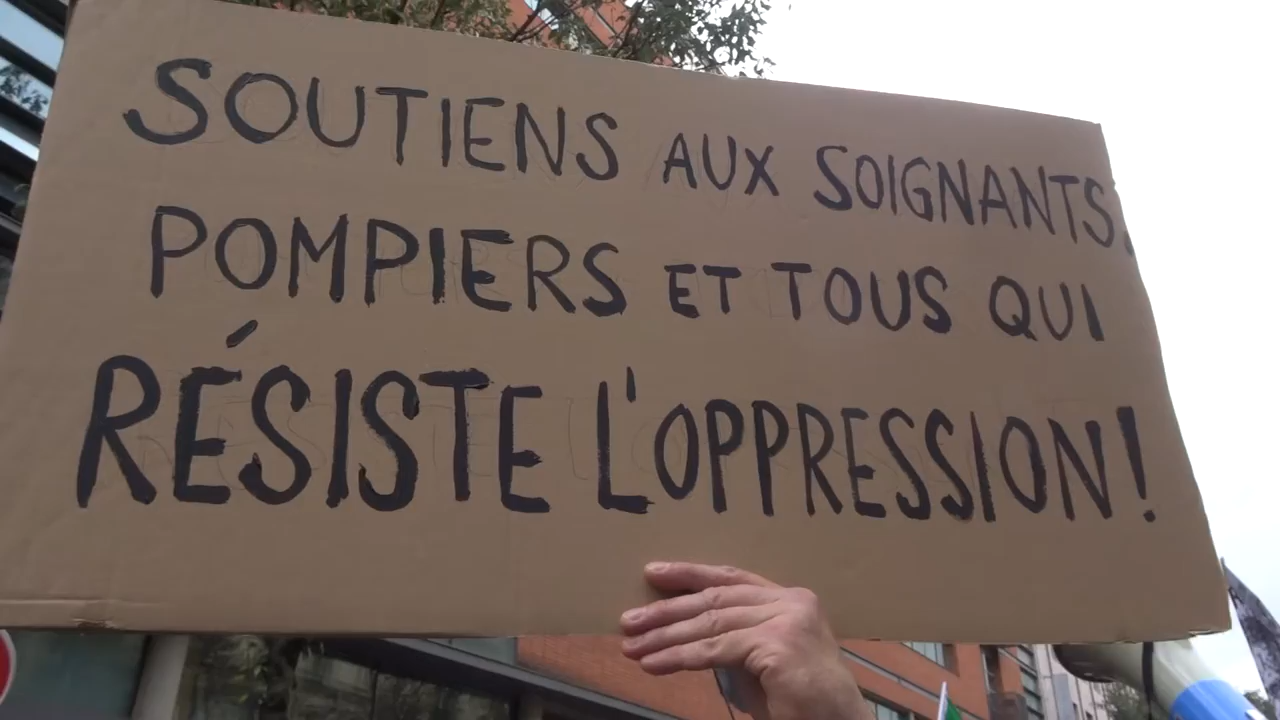 SOUTIENS AUX SOIGNANTS,
POMPIERS ET TOUS QUI
RÉSISTE L'OPPRESSION!